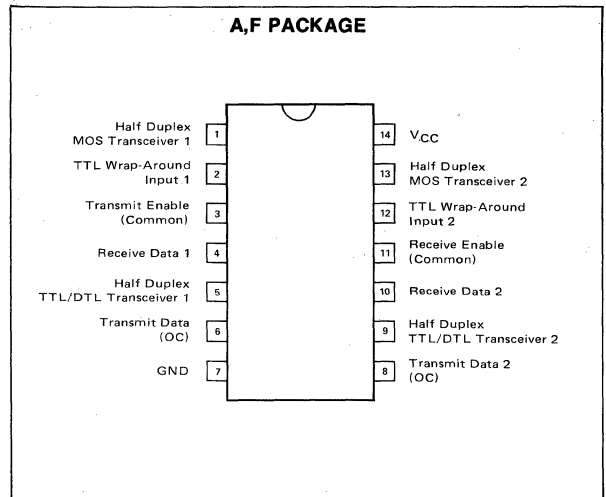 A,F PACKAGE
Half Duplex
MOS Transceiver 1
1
TTL Wrap-Around
Input 1
2
Transmit Enable
(Common)
3
Receive Data 1
4
Half Duplex
TTL/DTL Transceiver 1
5
Transmit Data
(OC)
6
GND
7
14
VCC
13
Half Duplex
MOS Transceiver 2
12
TTL Wrap-Around
Input 2
11
Receive Enable
(Common)
10
Receive Data 2
9
Half Duplex
TTL/DTL Transceiver 2
8
Transmit Data 2
(OC)